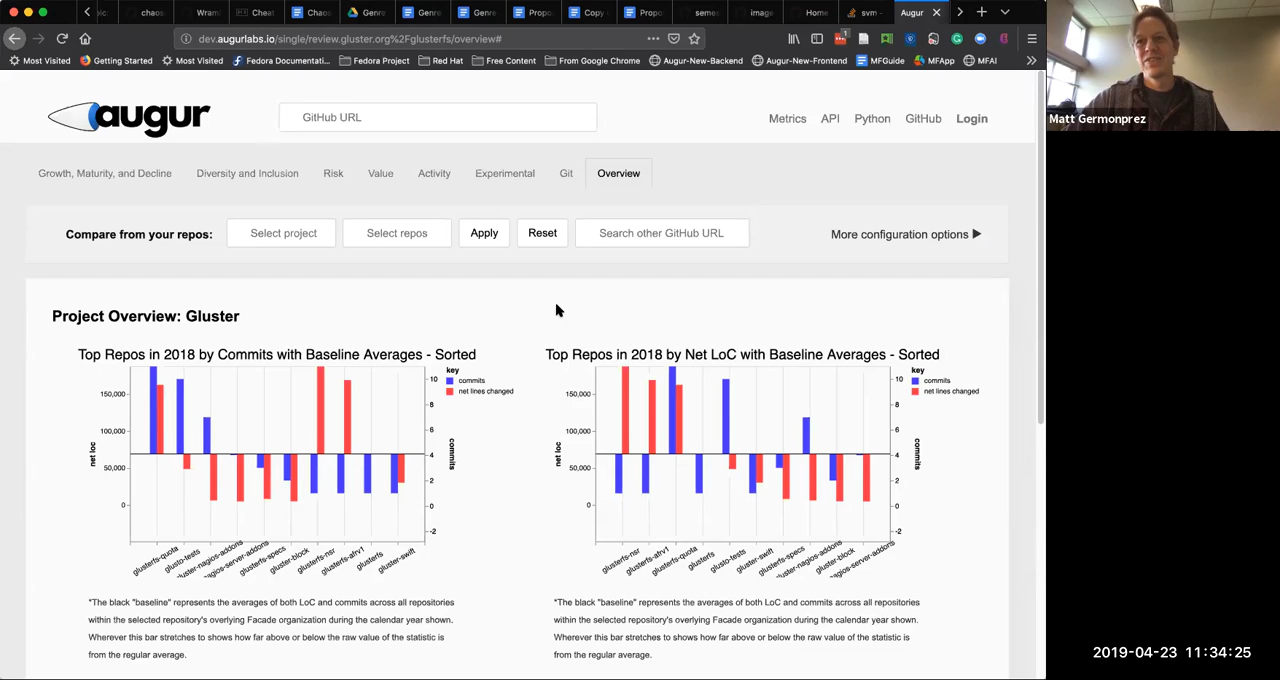 chaos
Wram
Cheat
Chaos
Genre
Genre
Genre
Propo
Copy
Propo
semee
image
Home
svm -
Augur
dev.augurlabs.io/single/review.gluster.org%2Fglusterfs/overview#
Most Visited Getting Started Most Visited Fedora Documentati... Fedora Project Red Hat Free Content From Google Chrome Augur-New-Backend Augur-New-Frontend MFGuide MFApp MFAI
augur
GitHub URL
Metrics API Python GitHub Login
Growth, Maturity, and Decline Diversity and Inclusion Risk Value Activity Experimental Git Overview
Compare from your repos: Select project Select repos Apply Reset Search other GitHub URL More configuration options ▶
Project Overview: Gluster
Top Repos in 2018 by Commits with Baseline Averages - Sorted
key
commits
net lines changed
150,000
100,000
50,000
0
net loc
10
8
6
4
2
0
-2
commits
glusterfs-quota
glusto-tests
gluster-nagios-addons
nagios-server-addons
glusterfs-specs
gluster-block
glusterfs-nsr
glusterfs-afrv1
glusterfs
gluster-swift
*The black "baseline" represents the averages of both LoC and commits across all repositories
within the selected repository's overlying Facade organization during the calendar year shown.
Wherever this bar stretches to shows how far above or below the raw value of the statistic is
from the regular average.
Top Repos in 2018 by Net LoC with Baseline Averages - Sorted
key
commits
net lines changed
150,000
100,000
50,000
0
net loc
10
8
6
4
2
0
-2
commits
glusterfs-nsr
glusterfs-afrv1
glusterfs-quota
glusterfs
glusto-tests
gluster-swift
glusterfs-specs
gluster-nagios-addons
gluster-block
nagios-server-addons
*The black "baseline" represents the averages of both LoC and commits across all repositories
within the selected repository's overlying Facade organization during the calendar year shown.
Wherever this bar stretches to shows how far above or below the raw value of the statistic is
from the regular average.
Matt Germonprez
2019-04-23 11:34:25